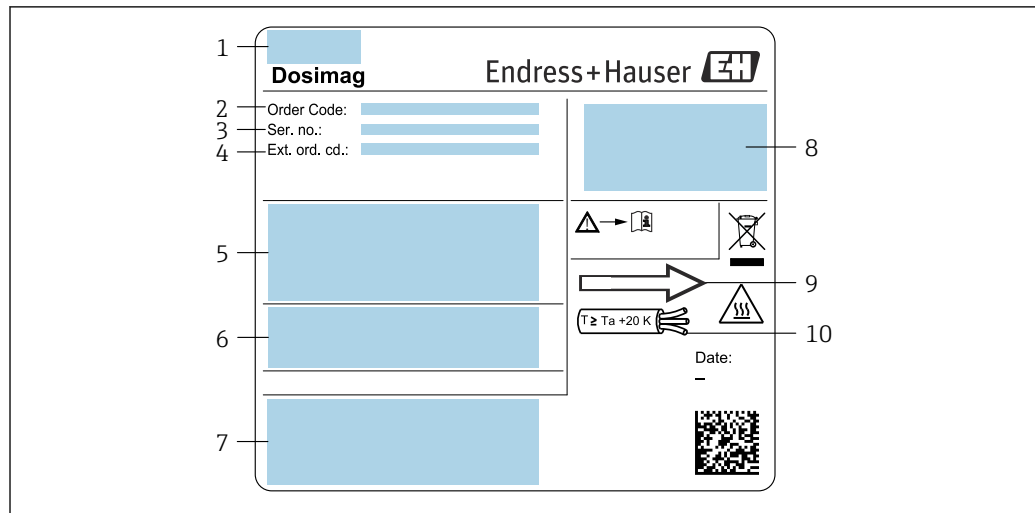 1
Dosimag
Endress+Hauser EH
2
Order Code:
3
Ser. no.:
4
Ext. ord. cd.:
8
5
9
6
T ≥ Ta +20 K
10
Date:
–
7